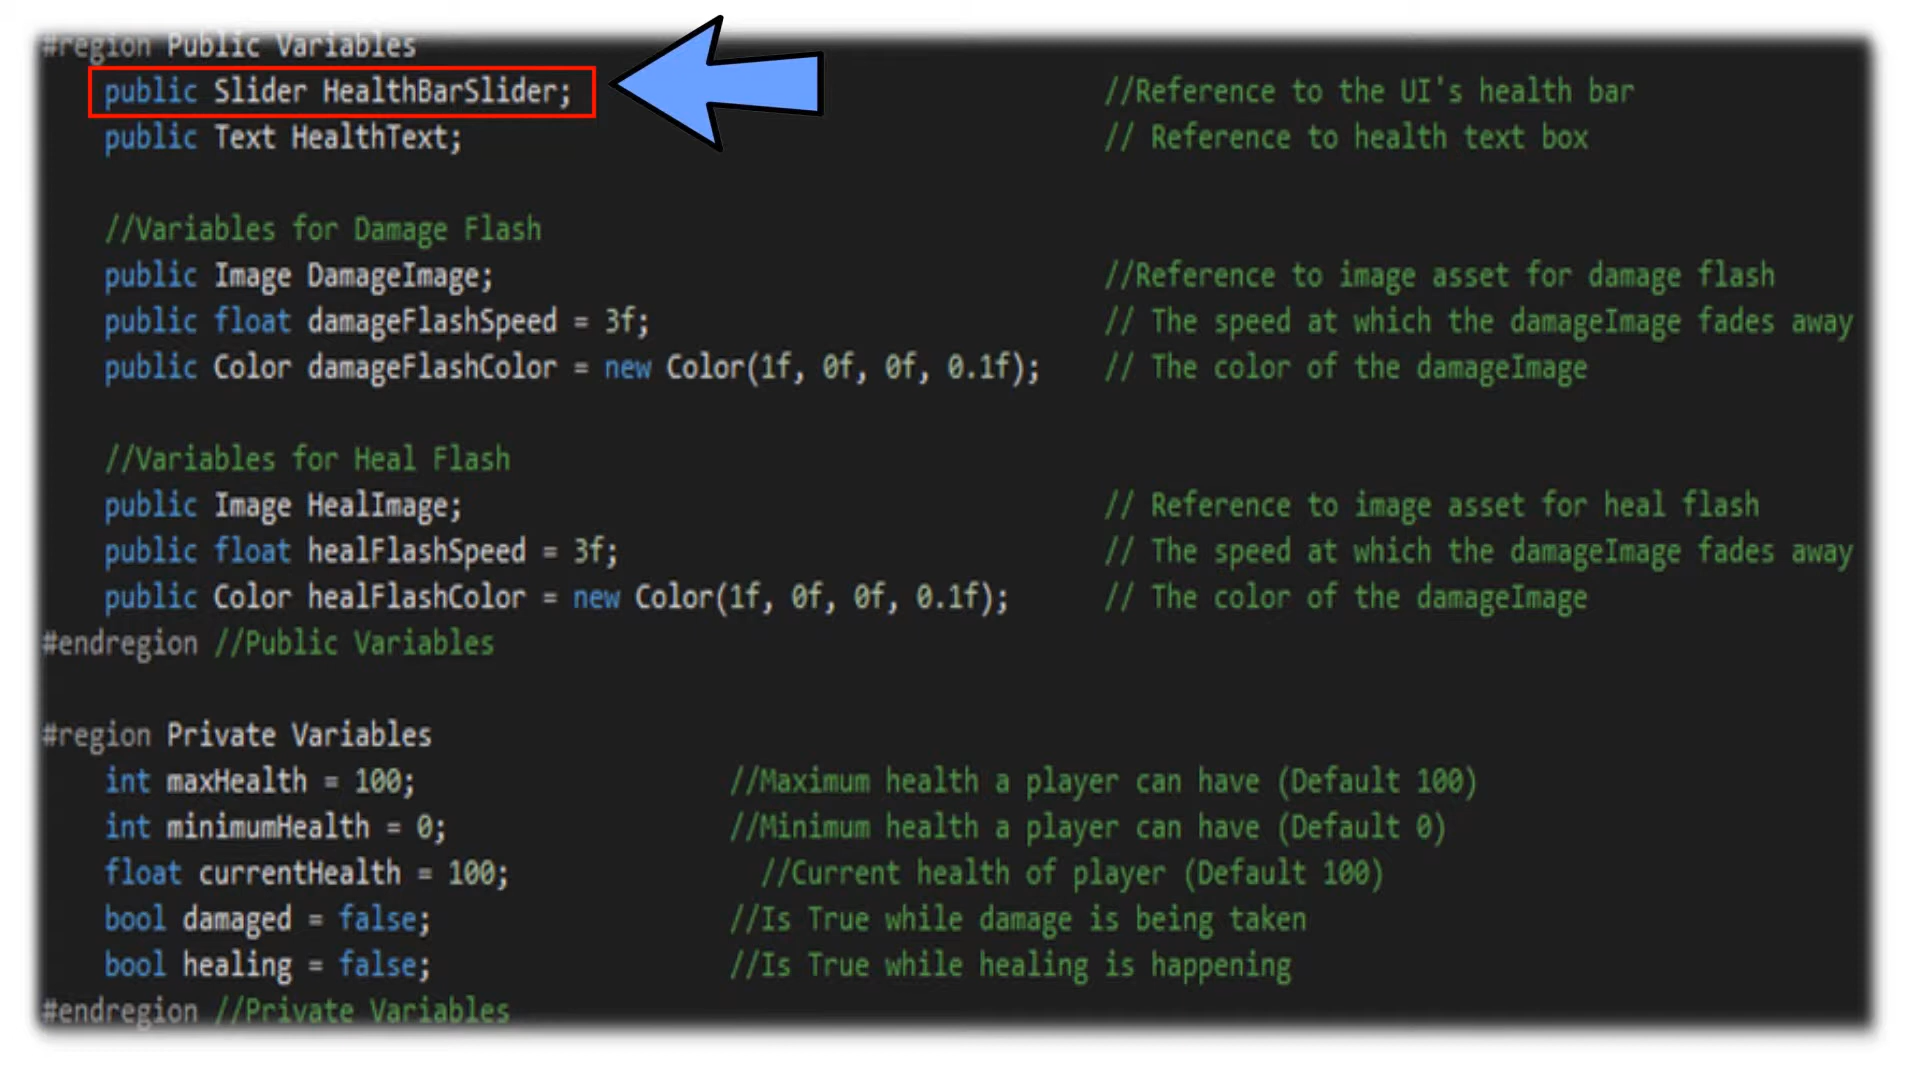 #region Public Variables
public Slider HealthBarSlider; //Reference to the UI's health bar
public Text HealthText; // Reference to health text box
//Variables for Damage Flash
public Image DamageImage; //Reference to image asset for damage flash
public float damageFlashSpeed = 3f; // The speed at which the damageImage fades away
public Color damageFlashColor = new Color(1f, 0f, 0f, 0.1f); // The color of the damageImage
//Variables for Heal Flash
public Image HealImage; // Reference to image asset for heal flash
public float healFlashSpeed = 3f; // The speed at which the damageImage fades away
public Color healFlashColor = new Color(1f, 0f, 0f, 0.1f); // The color of the damageImage
#endregion //Public Variables
#region Private Variables
int maxHealth = 100; //Maximum health a player can have (Default 100)
int minimumHealth = 0; //Minimum health a player can have (Default 0)
float currentHealth = 100; //Current health of player (Default 100)
bool damaged = false; //Is True while damage is being taken
bool healing = false; //Is True while healing is happening
#endregion //Private Variables